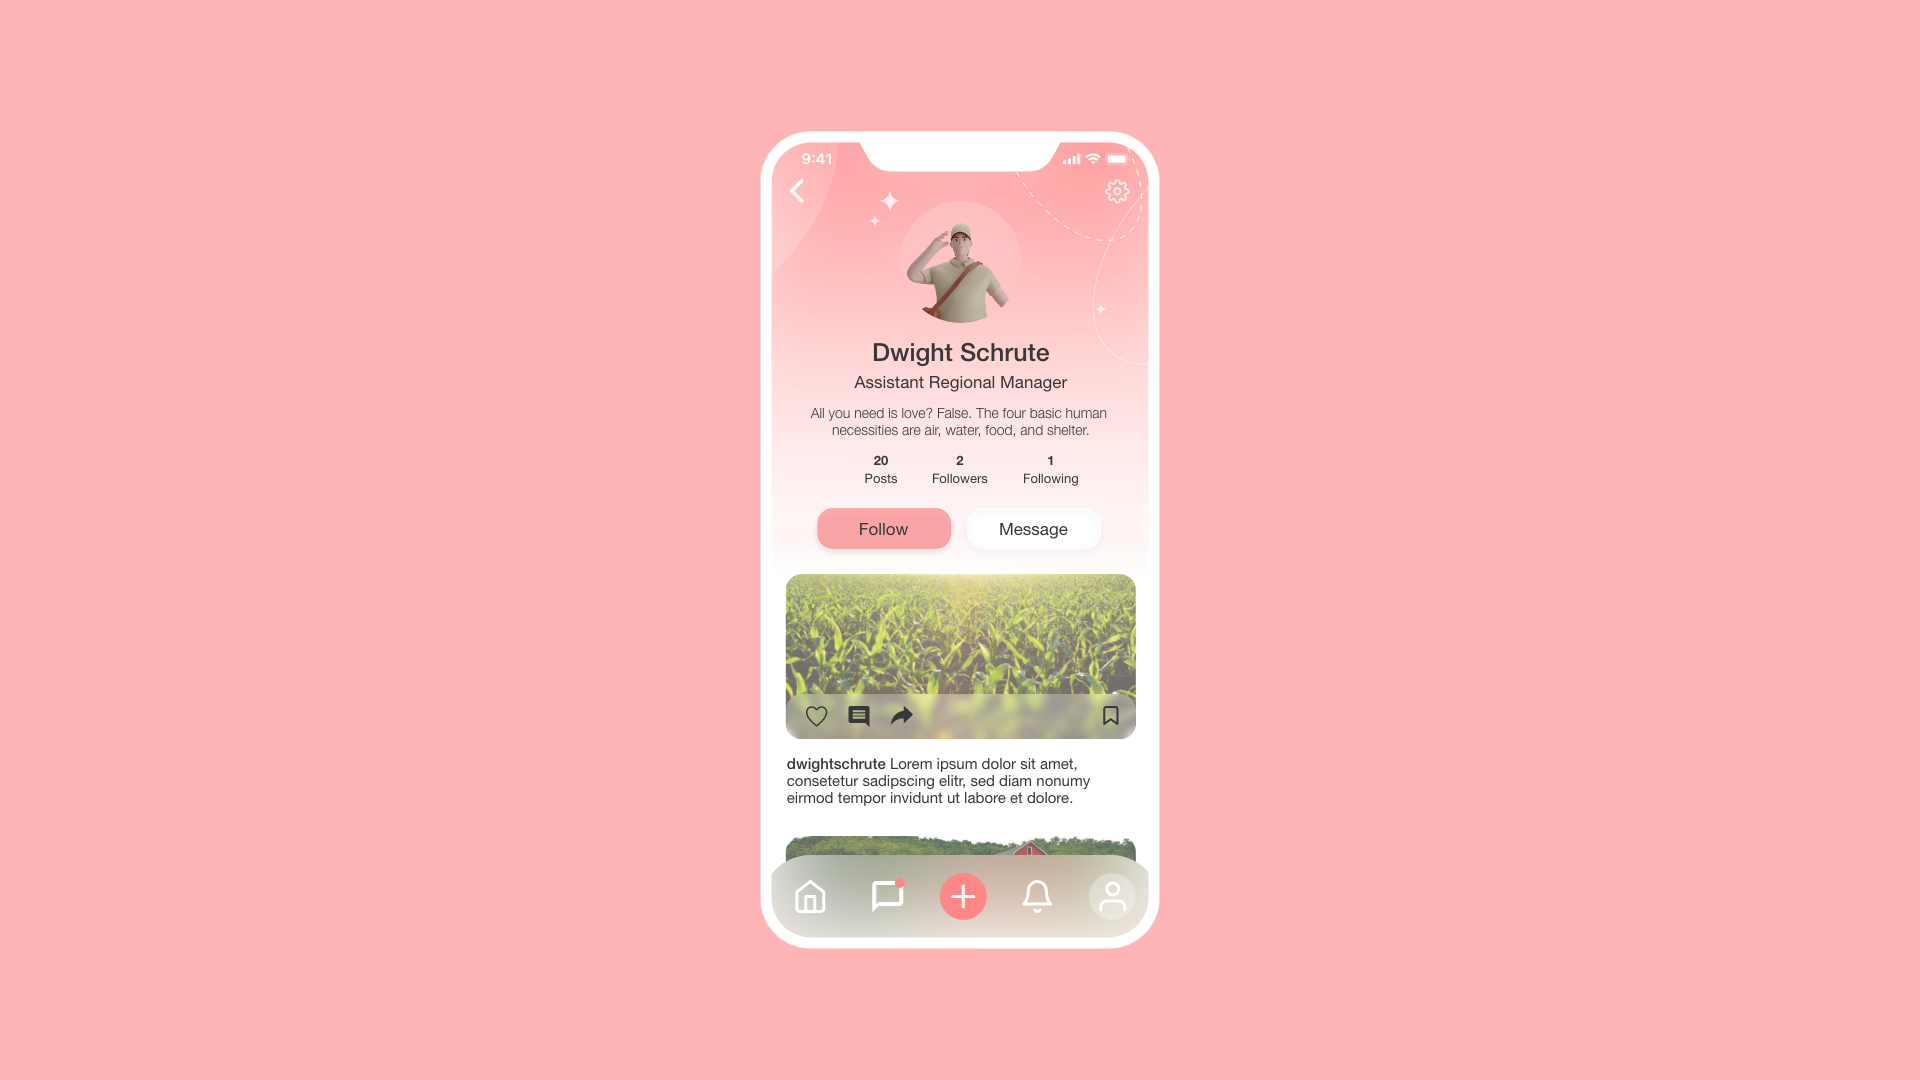 9:41
Dwight Schrute
Assistant Regional Manager
All you need is love? False. The four basic human
necessities are air, water, food, and shelter.
20 2 1
Posts Followers Following
Follow Message
dwightschrute Lorem ipsum dolor sit amet,
consetetur sadipscing elitr, sed diam nonumy
eirmod tempor invidunt ut labore et dolore.